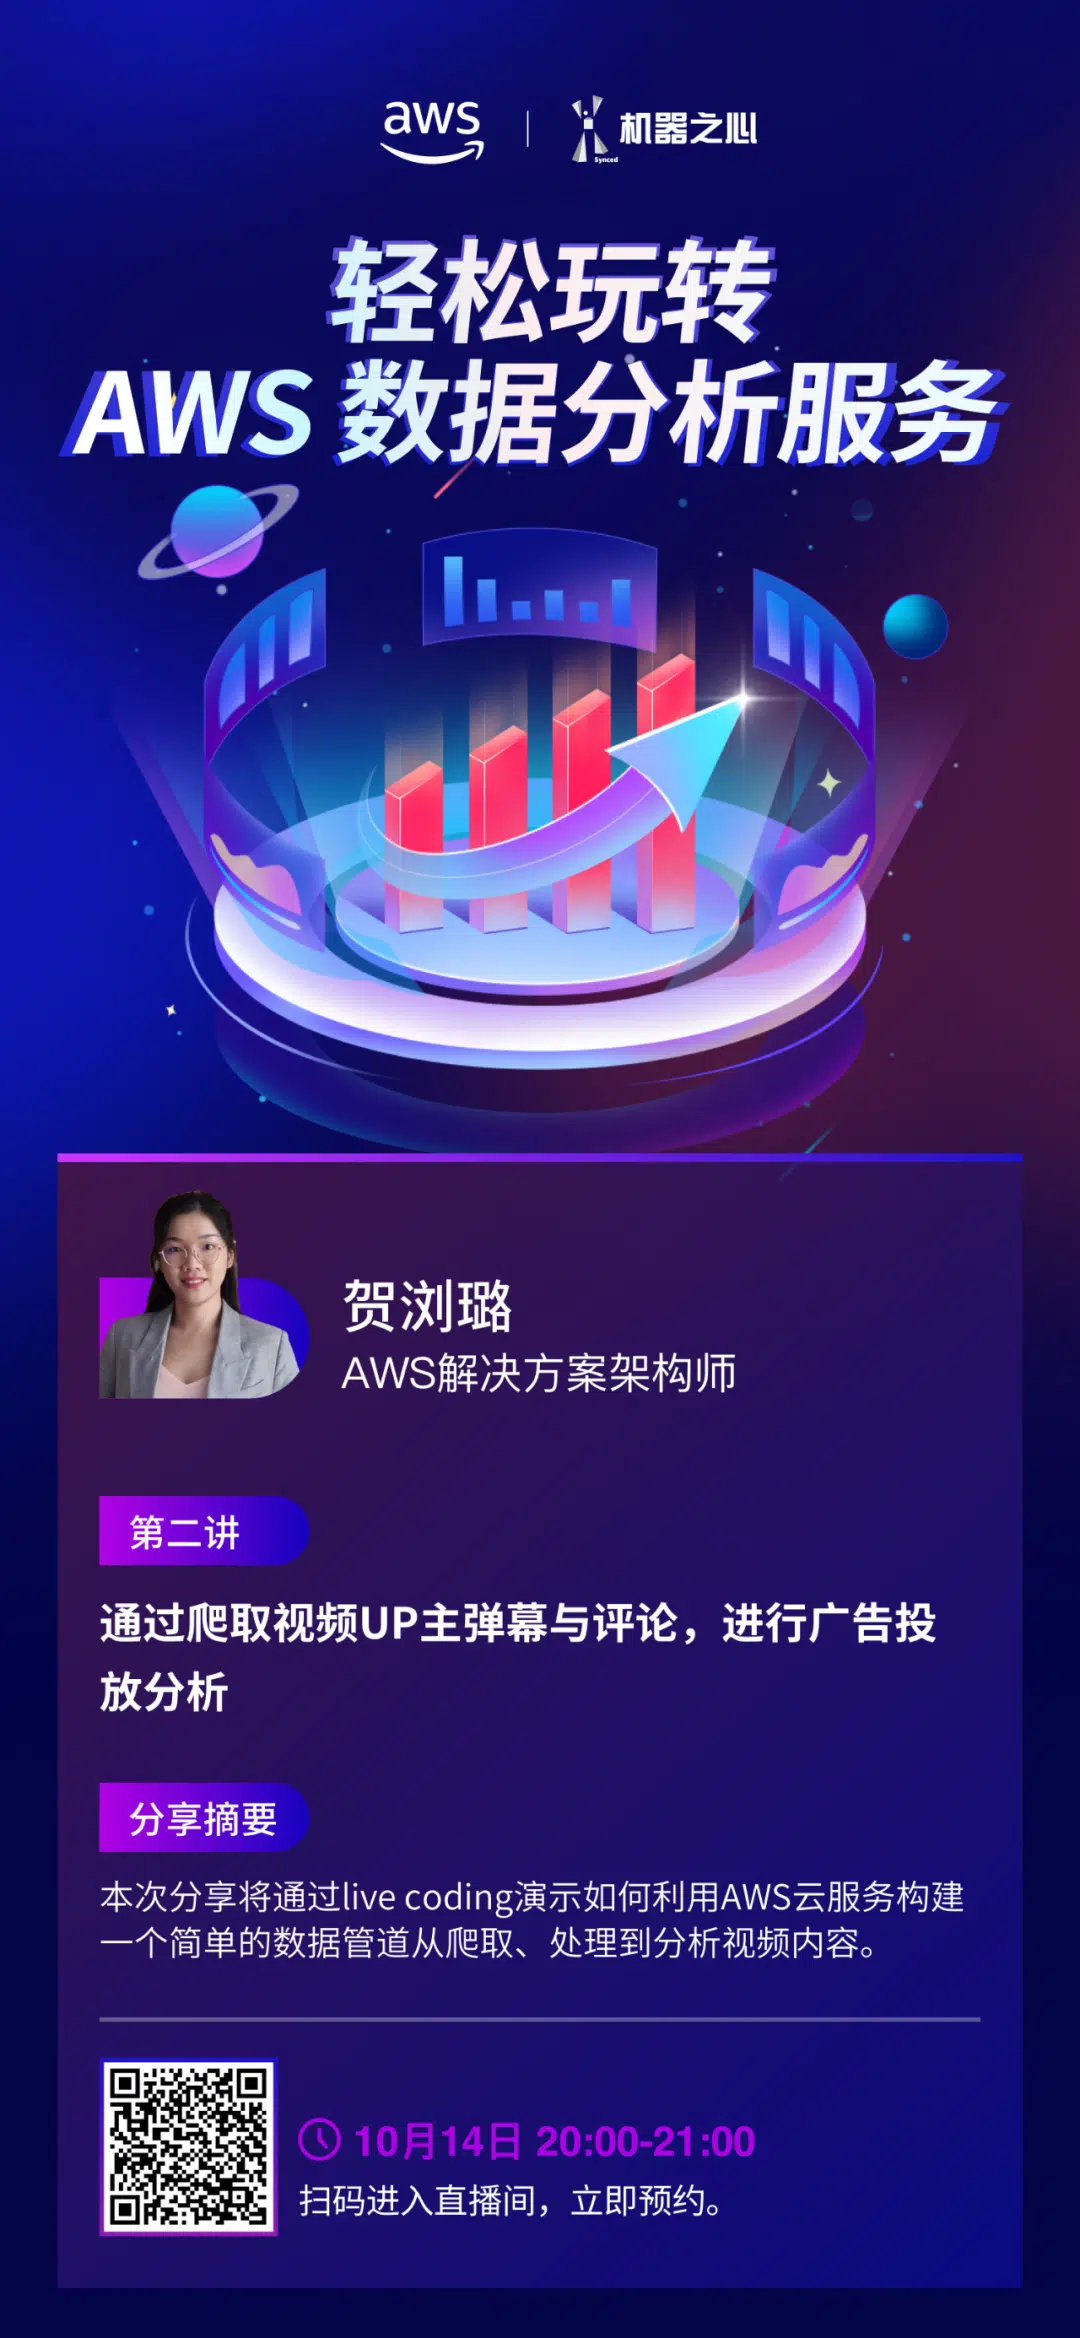 aws
机器之心
Synced
轻松玩转
AWS 数据分析服务
贺浏璐
AWS解决方案架构师
第二讲
通过爬取视频UP主弹幕与评论，进行广告投
放分析
分享摘要
本次分享将通过live coding演示如何利用AWS云服务构建
一个简单的数据管道从爬取、处理到分析视频内容。
10月14日 20:00-21:00
扫码进入直播间，立即预约。